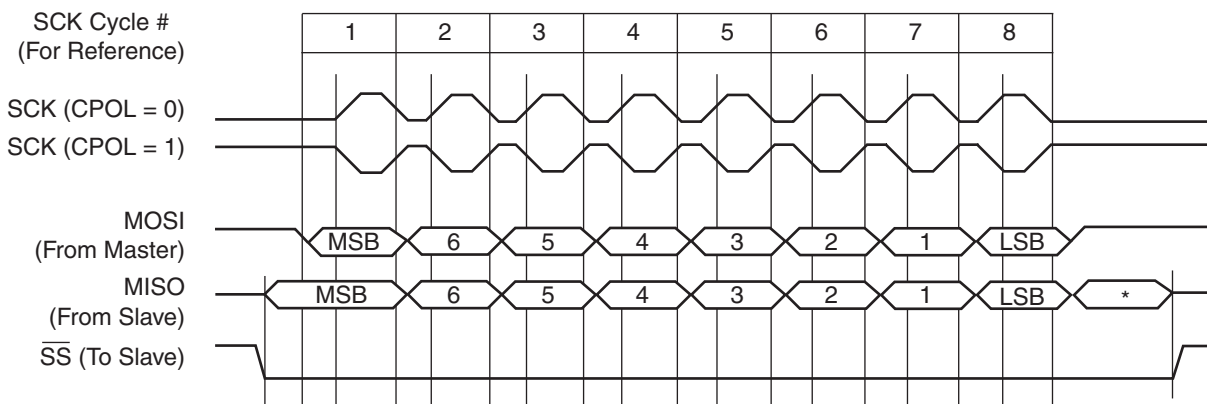 SCK Cycle #
(For Reference)
1 2 3 4 5 6 7 8
SCK (CPOL = 0)
SCK (CPOL = 1)
MOSI
(From Master)
MSB 6 5 4 3 2 1 LSB
MISO
(From Slave)
MSB 6 5 4 3 2 1 LSB *
SS (To Slave)